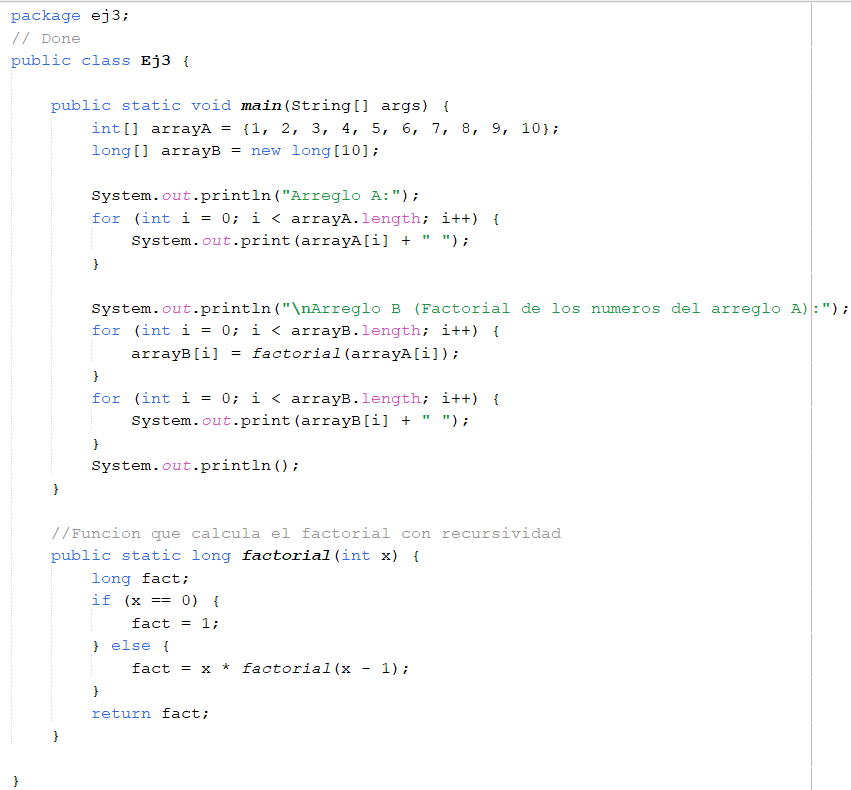 package ej3;
// Done
public class Ej3 {
public static void main(String[] args) {
int[] arrayA = {1, 2, 3, 4, 5, 6, 7, 8, 9, 10};
long[] arrayB = new long[10];
System.out.println("Arreglo A:");
for (int i = 0; i < arrayA.length; i++) {
System.out.print(arrayA[i] + " ");
}
System.out.println("\nArreglo B (Factorial de los numeros del arreglo A):");
for (int i = 0; i < arrayB.length; i++) {
arrayB[i] = factorial(arrayA[i]);
}
for (int i = 0; i < arrayB.length; i++) {
System.out.print(arrayB[i] + " ");
}
System.out.println();
}
//Funcion que calcula el factorial con recursividad
public static long factorial(int x) {
long fact;
if (x == 0) {
fact = 1;
} else {
fact = x * factorial(x - 1);
}
return fact;
}
}